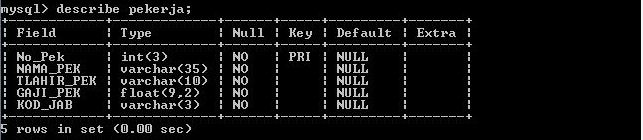 mysql> describe pekerja;
+-----------+-------------+------+-----+---------+-------+
| Field     | Type        | Null | Key | Default | Extra |
+-----------+-------------+------+-----+---------+-------+
| No_Pek    | int(3)      | NO   | PRI | NULL    |       |
| NAMA_PEK  | varchar(35) | NO   |     | NULL    |       |
| TLAHIR_PEK | varchar(10) | NO   |     | NULL    |       |
| GAJI_PEK  | float(9,2)  | NO   |     | NULL    |       |
| KOD_JAB   | varchar(3)  | NO   |     | NULL    |       |
+-----------+-------------+------+-----+---------+-------+
5 rows in set (0.00 sec)